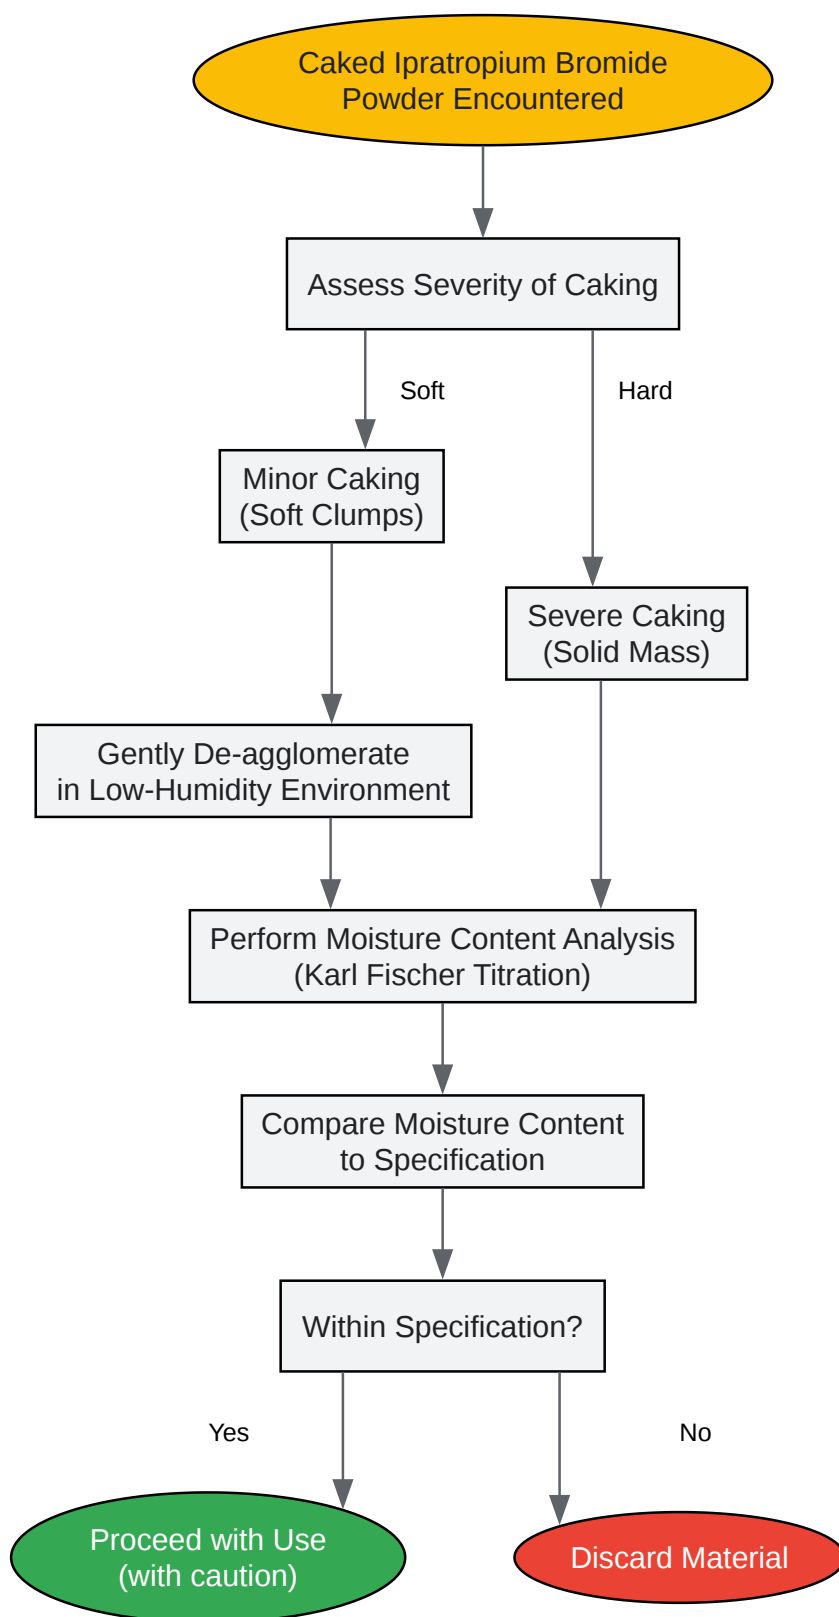 Caked Ipratropium Bromide
Powder Encountered
Assess Severity of Caking
Soft
Hard
Minor Caking
(Soft Clumps)
Severe Caking
(Solid Mass)
Gently De-agglomerate
in Low-Humidity Environment
Perform Moisture Content Analysis
(Karl Fischer Titration)
Compare Moisture Content
to Specification
Within Specification?
Yes
No
Proceed with Use
(with caution)
Discard Material